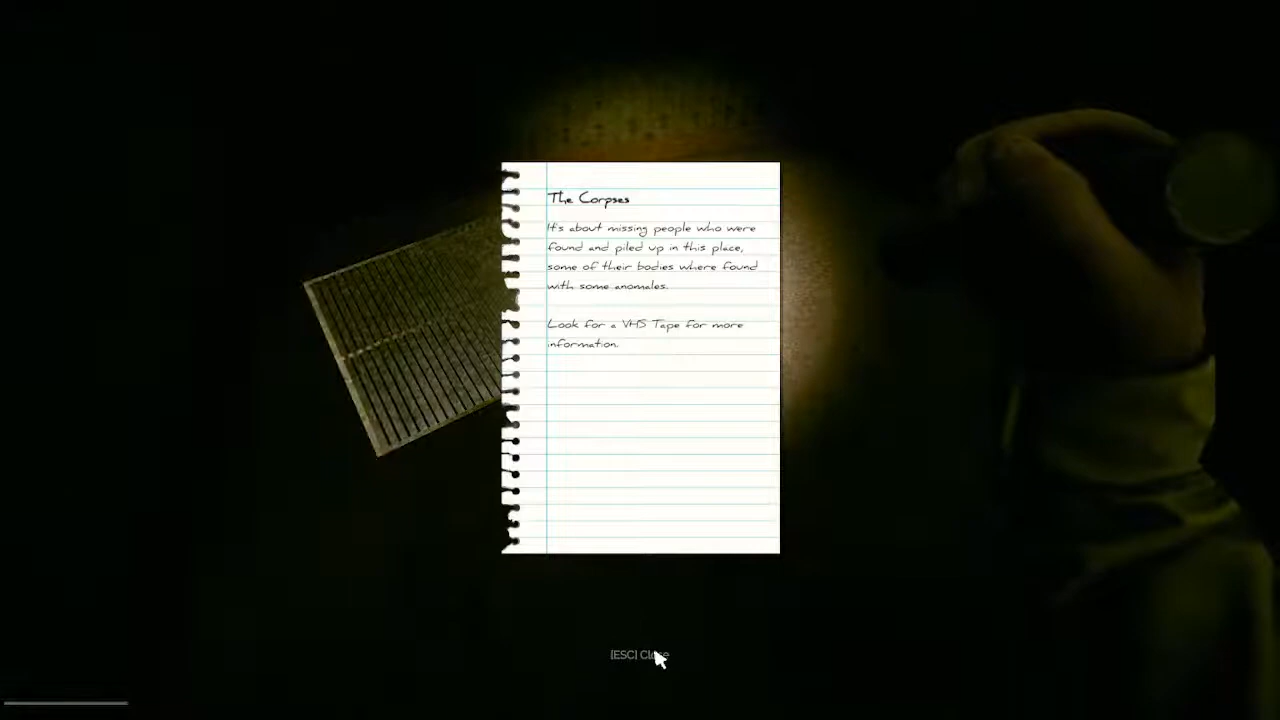 The Corpses
It's about missing people who were
found and piled up in this place,
some of their bodies where found
with some anomales.
Look for a VHS Tape for more
information.
[ESC] Close